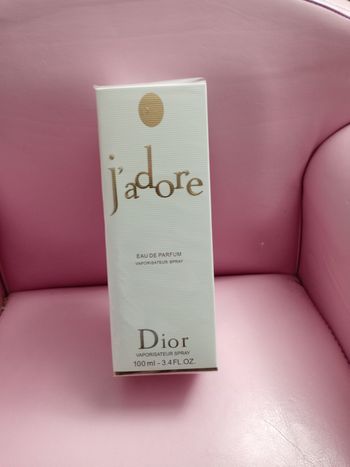 j'adore
EAU DE PARFUM
VAPORISATEUR SPRAY
Dior
VAPORISATEUR SPRAY
100 ml - 3.4 FL.OZ.